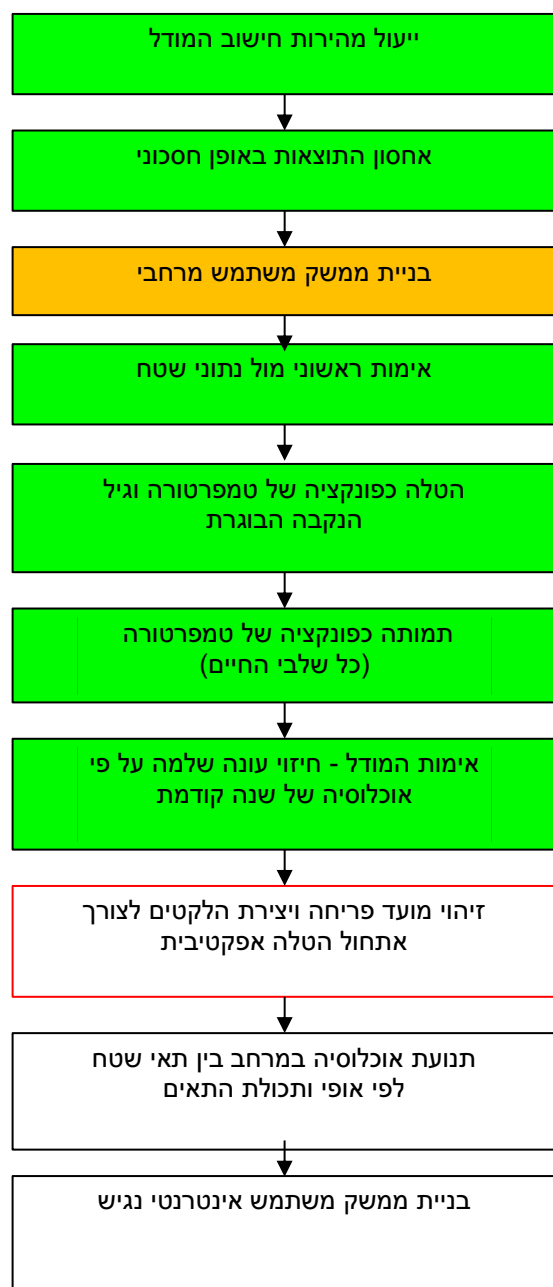 ייעול מהירות חישוב המודל
אחסון התוצאות באופן חסכוני
בניית ממשק משתמש מרחבי
אימות ראשוני מול נתוני שטח
הטלה כפונקציה של טמפרטורה וגיל
הנקבה הבוגרת
תמותה כפונקציה של טמפרטורה
(כל שלבי החיים)
אימות המודל - חיזוי עונה שלמה על פי
אוכלוסיה של שנה קודמת
זיהוי מועד פריחה ויצירת הלקטים לצורך
אתחול הטלה אפקטיבית
תנועת אוכלוסיה במרחב בין תאי שטח
לפי אופי ותכולת התאים
בניית ממשק משתמש אינטרנטי נגיש